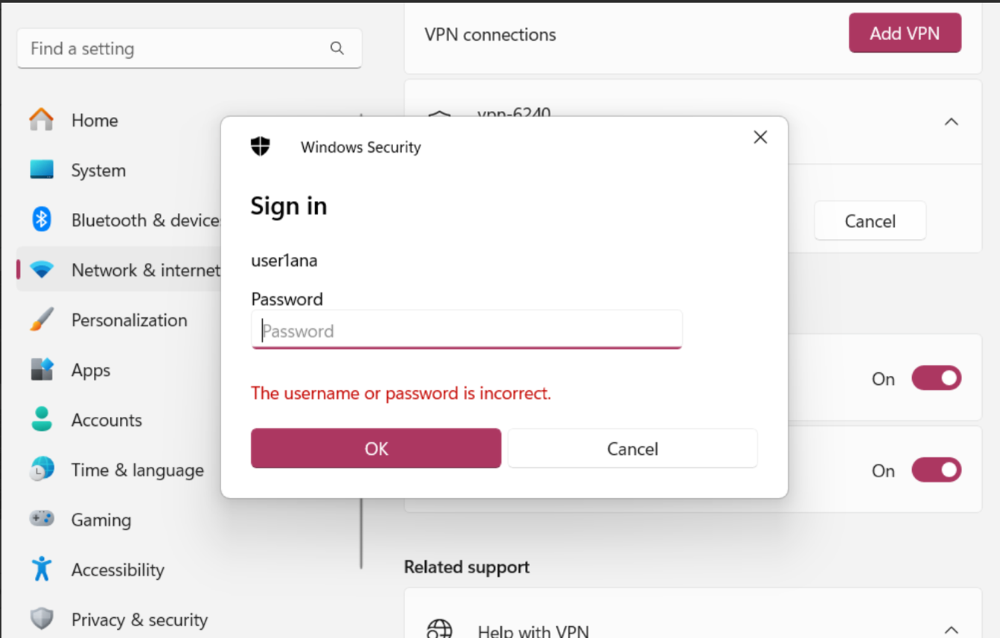 Find a setting
Home
System
Bluetooth & device
Network & internet
Personalization
Apps
Accounts
Time & language
Gaming
Accessibility
Privacy & security
VPN connections
Add VPN
vpn-6240
Cancel
Windows Security
Sign in
user1ana
Password
Password
The username or password is incorrect.
OK
Cancel
On
On
Related support
Help with VPN